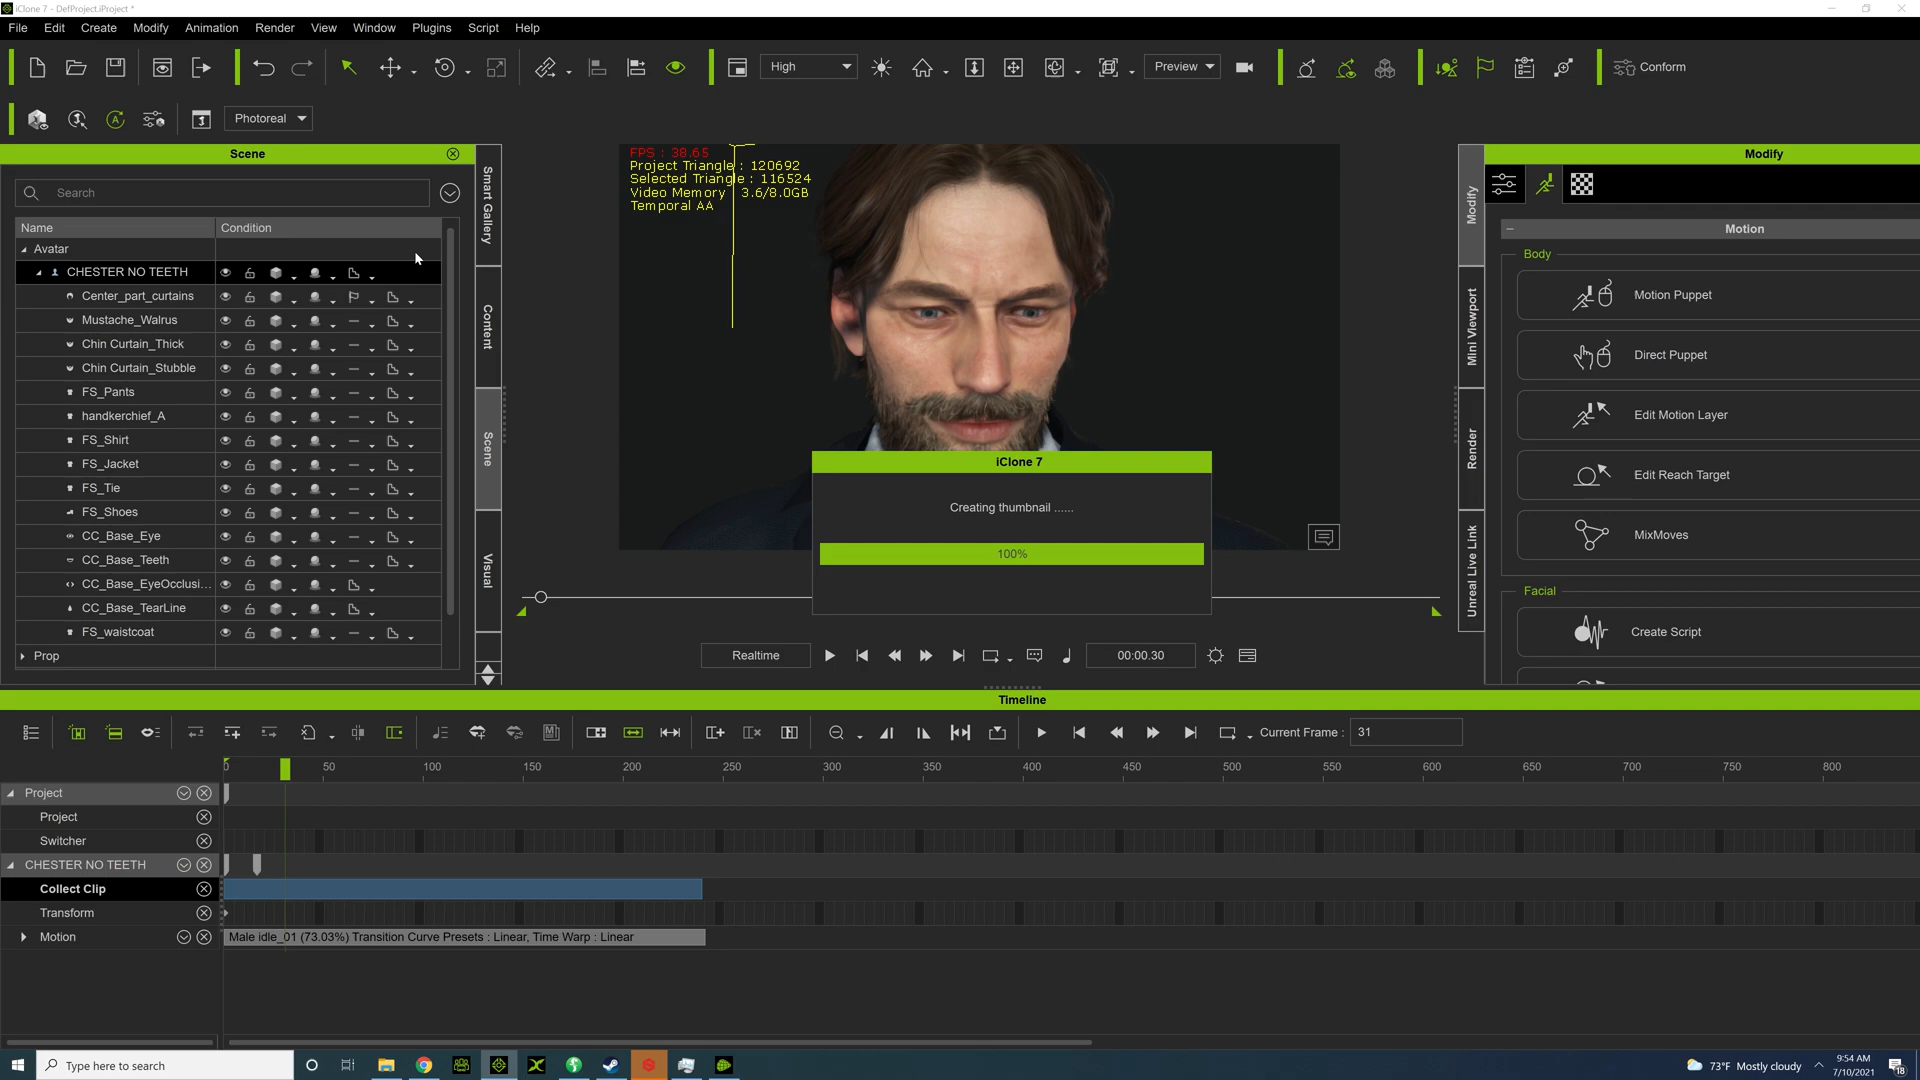 iClone 7 - DefProject.iProject *
File Edit Create Modify Animation Render View Window Plugins Script Help
High Preview Conform
Photoreal
Scene
Search
Name Condition
Avatar
CHESTER NO TEETH
Center_part_curtains
Mustache_Walrus
Chin Curtain_Thick
Chin Curtain_Stubble
FS_Pants
handkerchief_A
FS_Shirt
FS_Jacket
FS_Tie
FS_Shoes
CC_Base_Eye
CC_Base_Teeth
CC_Base_EyeOcclusi...
CC_Base_TearLine
FS_waistcoat
Prop
Smart Gallery
Content
Scene
Visual
FPS : 38.65
Project Triangle : 120692
Selected Triangle : 116524
Video Memory : 3.6/8.0GB
Temporal AA
iClone 7
Creating thumbnail ......
100%
Realtime 00:00.30
Modify
Mini Viewport
Render
Unreal Live Link
Modify
Motion
Body
Motion Puppet
Direct Puppet
Edit Motion Layer
Edit Reach Target
MixMoves
Facial
Create Script
Timeline
Current Frame : 31
0 50 100 150 200 250 300 350 400 450 500 550 600 650 700 750 800
Project
Project
Switcher
CHESTER NO TEETH
Collect Clip
Transform
Motion Male idle_01 (73.03%) Transition Curve Presets : Linear, Time Warp : Linear
Type here to search
73°F Mostly cloudy
9:54 AM
7/10/2021
18